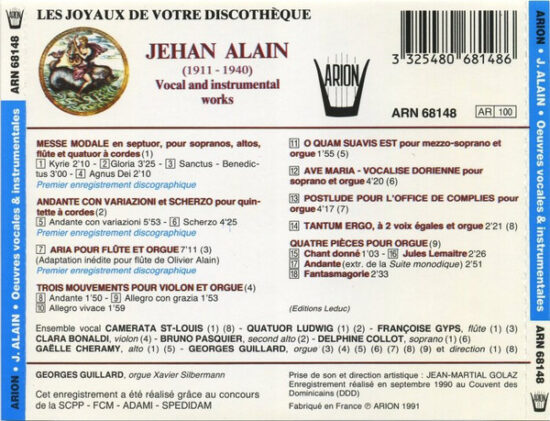 LES JOYAUX DE VOTRE DISCOTHÈQUE
JEHAN ALAIN
(1911 - 1940)
Vocal and instrumental
works
ARION
3 325480 681486
ARN 68148
AR 100
MESSE MODALE en septuor, pour sopranos, altos,
flûte et quatuor à cordes(1)
1 Kyrie 2'10 - 2 Gloria 3'25 - 3 Sanctus - Benedic-
tus 3'00 - 4 Agnus Dei 2'10
Premier enregistrement discographique
ANDANTE CON VARIAZIONI et SCHERZO pour quin-
tette à cordes(2)
5 Andante con variazioni 5'53 - 6 Scherzo 4'25
Premier enregistrement discographique
7 ARIA POUR FLÛTE ET ORGUE 7'11 (3)
(Adaptation inédite pour flûte de Olivier Alain)
Premier enregistrement discographique
TROIS MOUVEMENTS POUR VIOLON ET ORGUE(4)
8 Andante 1'50 - 9 Allegro con grazia 1'53
10 Allegro vivace 1'59
11 O QUAM SUAVIS EST pour mezzo-soprano et
orgue 1'55 (5)
12 AVE MARIA - VOCALISE DORIENNE pour
soprano et orgue 4'20 (6)
13 POSTLUDE POUR L'OFFICE DE COMPLIES pour
orgue 4'17 (7)
14 TANTUM ERGO, à 2 voix égales et orgue 2'21 (8)
QUATRE PIÈCES POUR ORGUE (9)
15 Chant donné 1'03 - 16 Jules Lemaître 2'26
17 Andante (extr. de la Suite monodique) 2'51
18 Fantasmagorie 2'33
(Editions Leduc)
Ensemble vocal CAMERATA ST-LOUIS (1) (8) - QUATUOR LUDWIG (1) (2) - FRANÇOISE GYPS, flûte (1) (3)
CLARA BONALDI, violon (4) - BRUNO PASQUIER, second alto (2) - DELPHINE COLLOT, soprano (1) (6)
GAËLLE CHERAMY, alto (1) (5) - GEORGES GUILLARD, orgue (3) (4) (5) (6) (7) (8) (9) et direction (1) (8)
GEORGES GUILLARD, orgue Xavier Silbermann
Cet enregistrement a été réalisé grâce au concours
de la SCPP - FCM - ADAMI - SPEDIDAM
Prise de son et direction artistique : JEAN-MARTIAL GOLAZ
Enregistrement réalisé en septembre 1990 au Couvent des
Dominicains (DDD)
Fabriqué en France Ⓟ ARION 1991
ARION • J. ALAIN • Oeuvres vocales & instrumentales ARN 68148
ARION • J. ALAIN • Oeuvres vocales & instrumentales ARN 68148